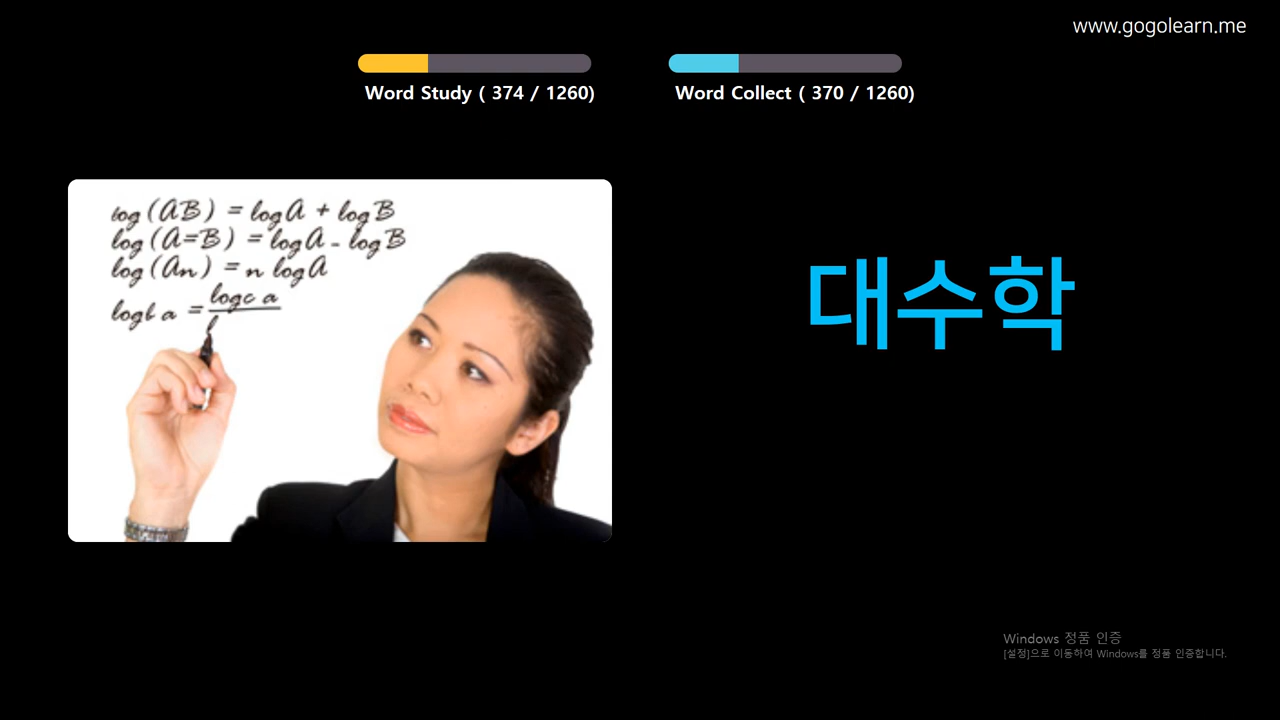 www.gogolearn.me
Word Study ( 374 / 1260)
Word Collect ( 370 / 1260)
log (AB) = log A + log B
log (A=B) = log A - log B
log (An) = n log A
logb a = logc a
대수학
Windows 정품 인증
[설정]으로 이동하여 Windows를 정품 인증합니다.